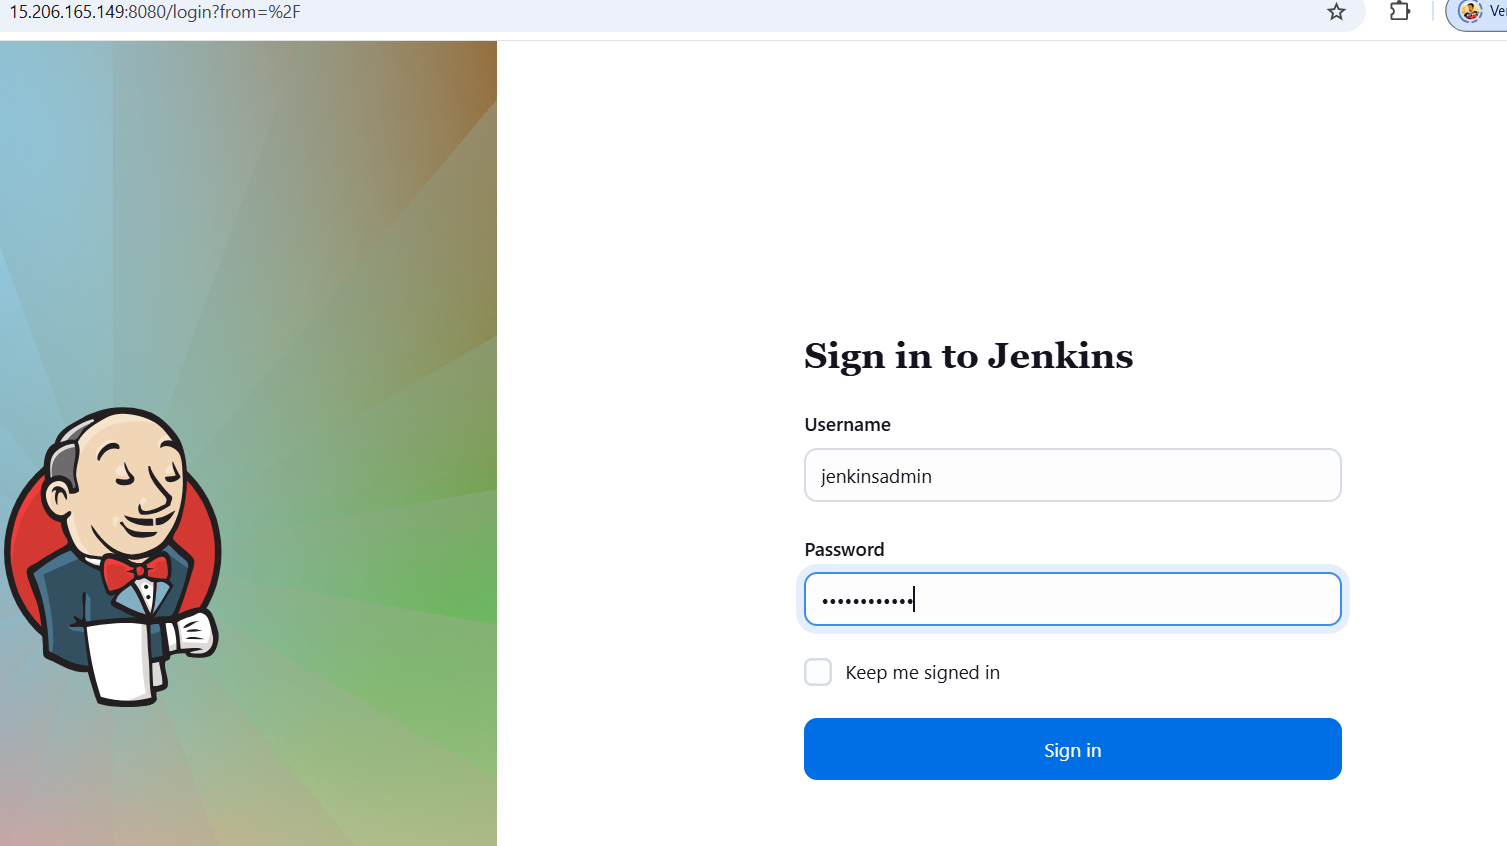 15.206.165.149:8080/login?from=%2F
Ver
Sign in to Jenkins
Username
jenkinsadmin
Password
••••••••••••
Keep me signed in
Sign in